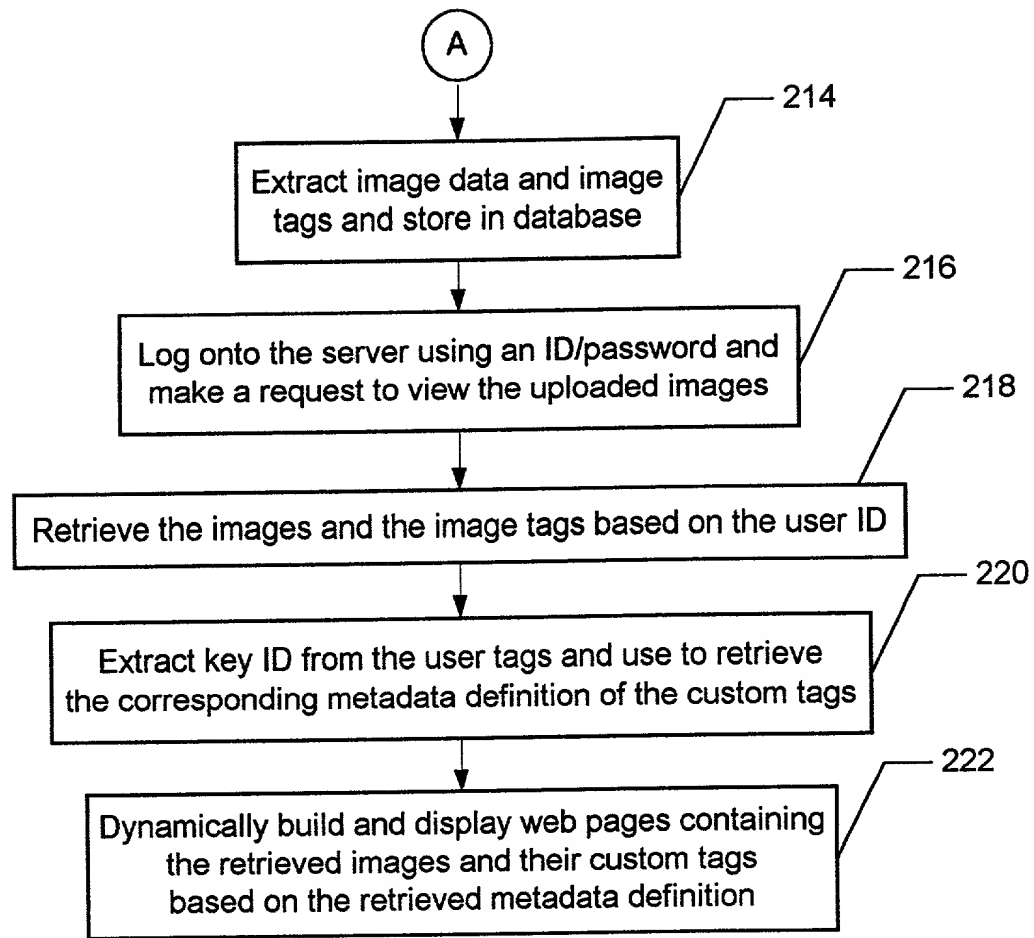 A
214
Extract image data and image
tags and store in database
216
Log onto the server using an ID/password and
make a request to view the uploaded images
218
Retrieve the images and the image tags based on the user ID
220
Extract key ID from the user tags and use to retrieve
the corresponding metadata definition of the custom tags
222
Dynamically build and display web pages containing
the retrieved images and their custom tags
based on the retrieved metadata definition